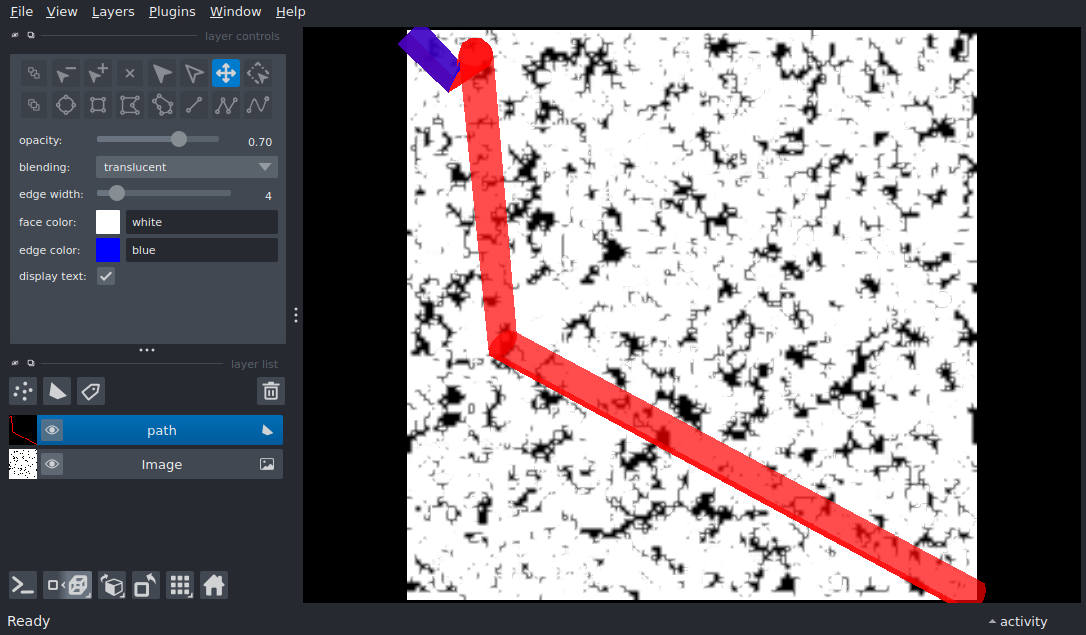 File View Layers Plugins Window Help
layer controls
opacity: 0.70
blending: translucent
edge width: 4
face color: white
edge color: blue
display text:
layer list
path
Image
Ready activity